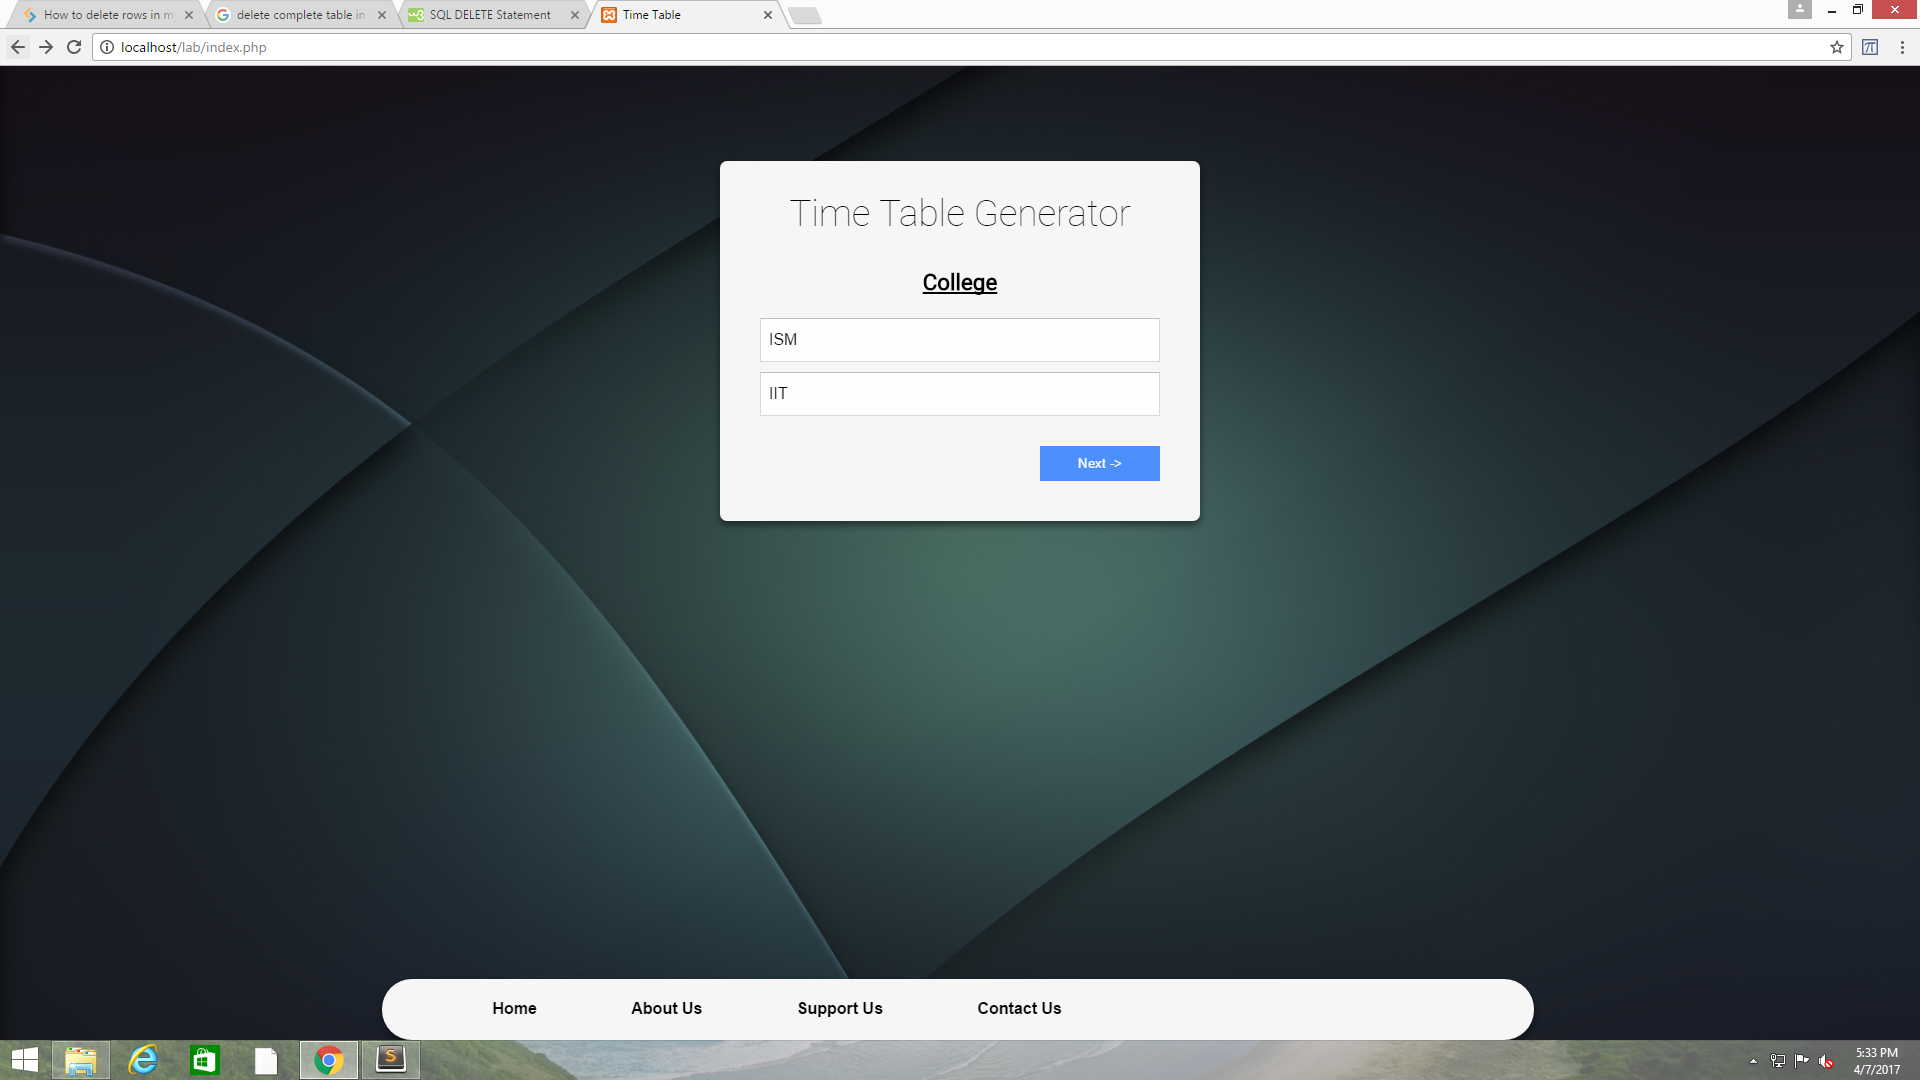 How to delete rows in m
delete complete table in
SQL DELETE Statement
Time Table
localhost/lab/index.php
Time Table Generator
College
ISM
IIT
Next ->
Home
About Us
Support Us
Contact Us
5:33 PM
4/7/2017